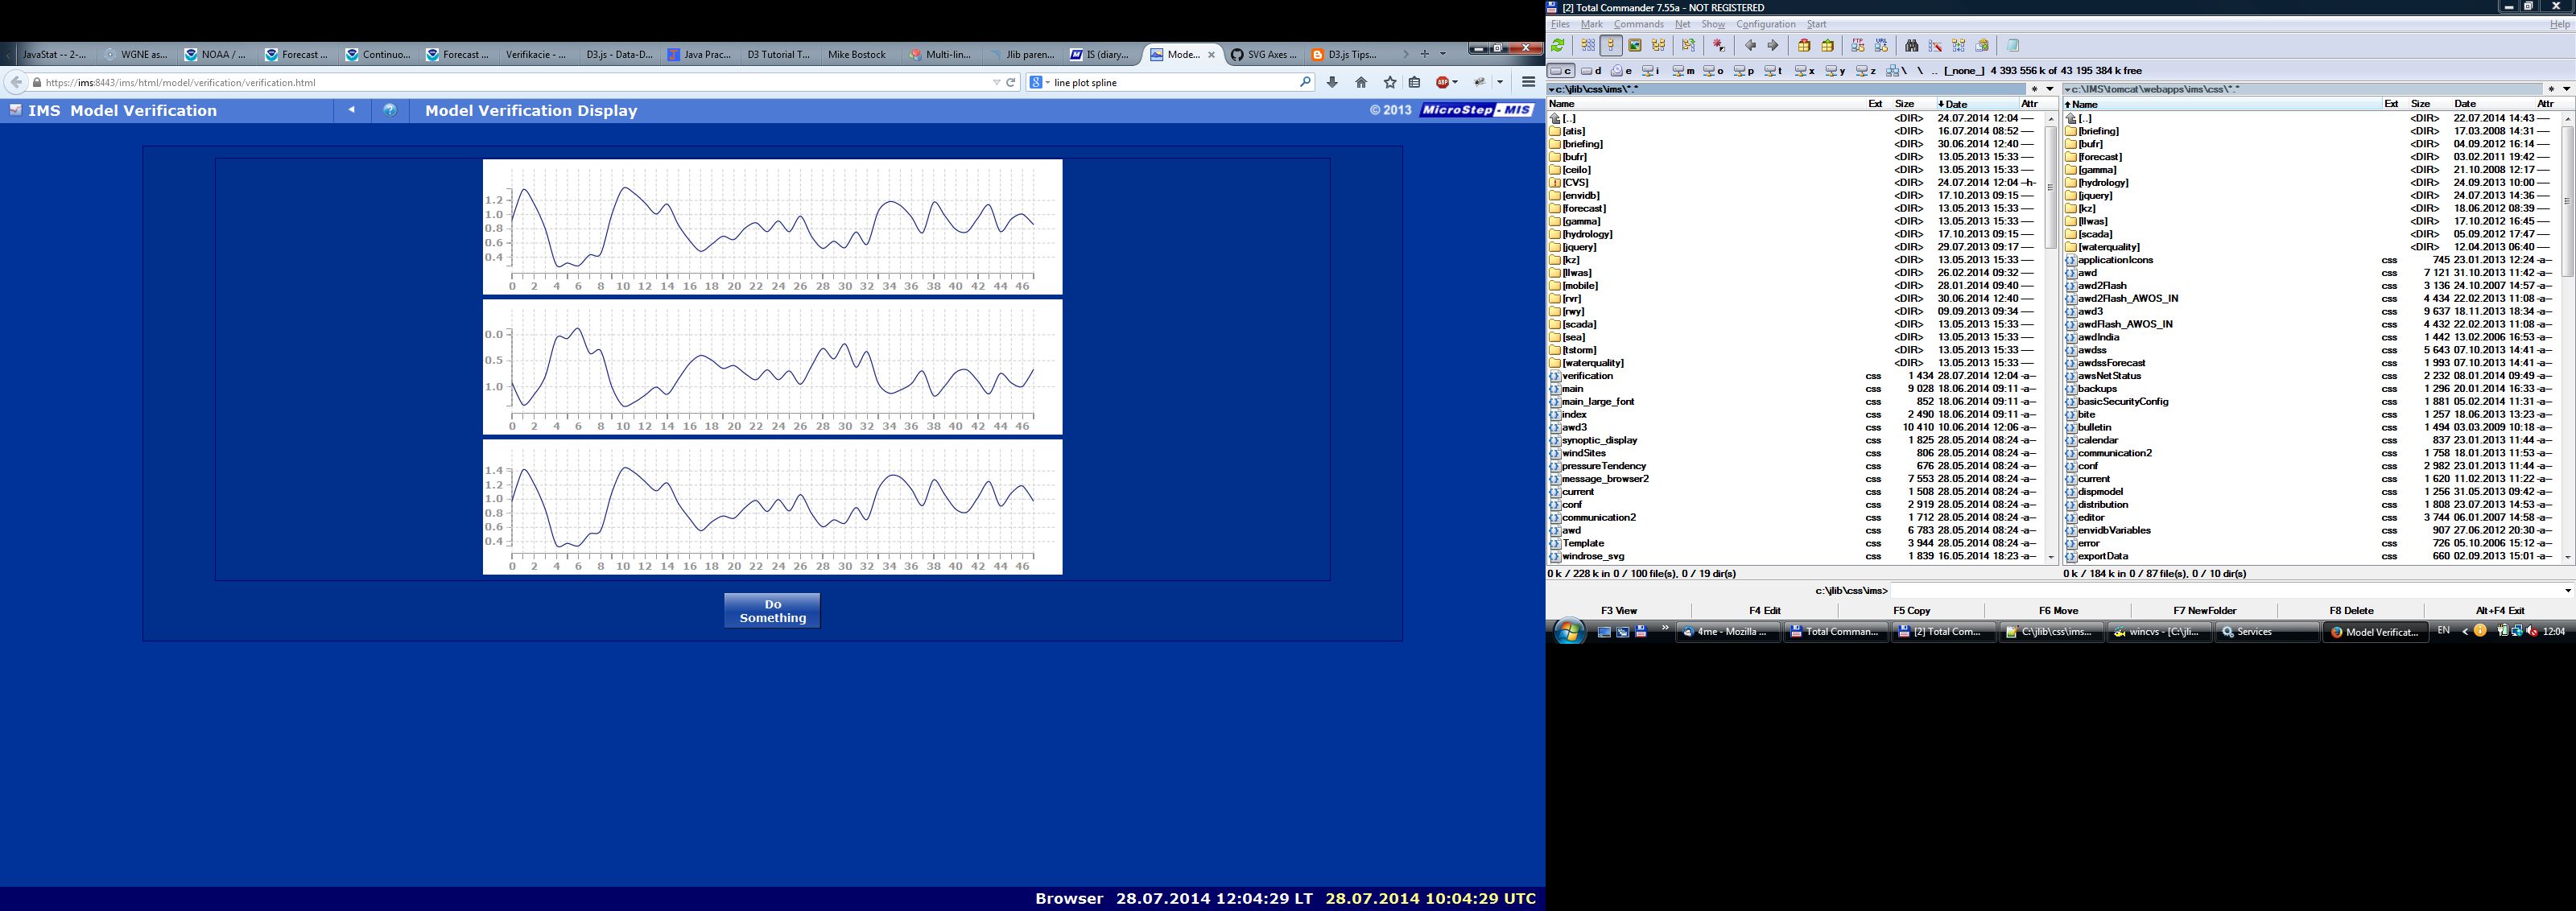 JavaStat -- 2-...
WGNE as...
NOAA / ...
Forecast ...
Continuo...
Forecast ...
Verifikacie - ...
D3.js - Data-D...
Java Prac...
D3 Tutorial T...
Mike Bostock
Multi-lin...
Jlib paren...
IS (diary...
Mode...
SVG Axes ...
D3.js Tips...
https://ims:8443/ims/html/model/verification/verification.html
line plot spline
IMS Model Verification
Model Verification Display
© 2013 MicroStep - MIS
1.2
1.0
0.8
0.6
0.4
0 2 4 6 8 10 12 14 16 18 20 22 24 26 28 30 32 34 36 38 40 42 44 46
0.0
0.5
1.0
0 2 4 6 8 10 12 14 16 18 20 22 24 26 28 30 32 34 36 38 40 42 44 46
1.4
1.2
1.0
0.8
0.6
0.4
0 2 4 6 8 10 12 14 16 18 20 22 24 26 28 30 32 34 36 38 40 42 44 46
Do
Something
Browser 28.07.2014 12:04:29 LT 28.07.2014 10:04:29 UTC
[2] Total Commander 7.55a - NOT REGISTERED
Files Mark Commands Net Show Configuration Start Help
c d e i m o p t x y z \ \ .. [_none_] 4 393 556 k of 43 195 384 k free
c:\jlib\css\ims\*.*
Name Ext Size Date Attr
[..] <DIR> 24.07.2014 12:04 ----
[atis] <DIR> 16.07.2014 08:52 ----
[briefing] <DIR> 30.06.2014 12:40 ----
[bufr] <DIR> 13.05.2013 15:33 ----
[ceilo] <DIR> 13.05.2013 15:33 ----
[CVS] <DIR> 24.07.2014 12:04 --h-
[envidb] <DIR> 17.10.2013 09:15 ----
[forecast] <DIR> 13.05.2013 15:33 ----
[gamma] <DIR> 13.05.2013 15:33 ----
[hydrology] <DIR> 17.10.2013 09:15 ----
[jquery] <DIR> 29.07.2013 09:17 ----
[kz] <DIR> 13.05.2013 15:33 ----
[llwas] <DIR> 26.02.2014 09:32 ----
[mobile] <DIR> 28.01.2014 09:40 ----
[rvr] <DIR> 30.06.2014 12:40 ----
[rwy] <DIR> 09.09.2013 09:34 ----
[scada] <DIR> 13.05.2013 15:33 ----
[sea] <DIR> 13.05.2013 15:33 ----
[tstorm] <DIR> 13.05.2013 15:33 ----
[waterquality] <DIR> 13.05.2013 15:33 ----
verification css 1 434 28.07.2014 12:04 -a--
main css 9 028 18.06.2014 09:11 -a--
main_large_font css 852 18.06.2014 09:11 -a--
index css 2 490 18.06.2014 09:11 -a--
awd3 css 10 410 10.06.2014 12:06 -a--
synoptic_display css 1 825 28.05.2014 08:24 -a--
windSites css 806 28.05.2014 08:24 -a--
pressureTendency css 676 28.05.2014 08:24 -a--
message_browser2 css 7 553 28.05.2014 08:24 -a--
current css 1 508 28.05.2014 08:24 -a--
conf css 2 919 28.05.2014 08:24 -a--
communication2 css 1 712 28.05.2014 08:24 -a--
awd css 6 783 28.05.2014 08:24 -a--
Template css 3 944 28.05.2014 08:24 -a--
windrose_svg css 1 839 16.05.2014 18:23 -a--
0 k / 228 k in 0 / 100 file(s), 0 / 19 dir(s)
c:\IMS\tomcat\webapps\ims\css\*.*
Name Ext Size Date Attr
[..] <DIR> 22.07.2014 14:43 ----
[briefing] <DIR> 17.03.2008 14:31 ----
[bufr] <DIR> 04.09.2012 16:14 ----
[forecast] <DIR> 03.02.2011 19:42 ----
[gamma] <DIR> 21.10.2008 12:17 ----
[hydrology] <DIR> 24.09.2013 10:00 ----
[jquery] <DIR> 24.07.2013 14:36 ----
[kz] <DIR> 18.06.2012 08:39 ----
[llwas] <DIR> 17.10.2012 16:45 ----
[scada] <DIR> 05.09.2012 17:47 ----
[waterquality] <DIR> 12.04.2013 06:40 ----
applicationIcons css 745 23.01.2013 12:24 -a--
awd css 7 121 31.10.2013 11:42 -a--
awd2Flash css 3 136 24.10.2007 14:57 -a--
awd2Flash_AWOS_IN css 4 434 22.02.2013 11:08 -a--
awd3 css 9 637 18.11.2013 18:34 -a--
awdFlash_AWOS_IN css 4 432 22.02.2013 11:08 -a--
awdIndia css 1 442 13.02.2006 16:53 -a--
awdss css 5 643 07.10.2013 14:41 -a--
awdssForecast css 1 993 07.10.2013 14:41 -a--
awsNetStatus css 2 232 08.01.2014 09:49 -a--
backups css 1 296 20.01.2014 16:33 -a--
basicSecurityConfig css 1 881 05.02.2014 11:31 -a--
bite css 1 257 18.06.2013 13:23 -a--
bulletin css 1 494 03.03.2009 10:18 -a--
calendar css 837 23.01.2013 11:44 -a--
communication2 css 1 758 18.01.2013 11:53 -a--
conf css 2 982 23.01.2013 11:44 -a--
current css 1 620 11.02.2013 11:22 -a--
dispmodel css 1 256 31.05.2013 09:42 -a--
distribution css 1 808 23.07.2013 14:53 -a--
editor css 3 744 06.01.2007 14:58 -a--
envidbVariables css 907 27.06.2012 20:30 -a--
error css 726 05.10.2006 15:12 -a--
exportData css 660 02.09.2013 15:01 -a--
0 k / 184 k in 0 / 87 file(s), 0 / 10 dir(s)
c:\jlib\css\ims>
F3 View F4 Edit F5 Copy F6 Move F7 NewFolder F8 Delete Alt+F4 Exit
4me - Mozilla ...
Total Comman...
[2] Total Com...
C:\jlib\css\ims...
wincvs - [C:\jli...
Services
Model Verificat...
EN
12:04